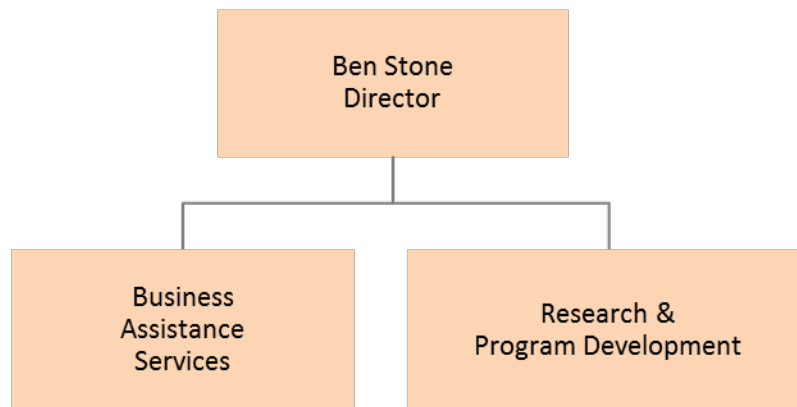 Ben Stone
Director
Business
Assistance
Services
Research &
Program Development